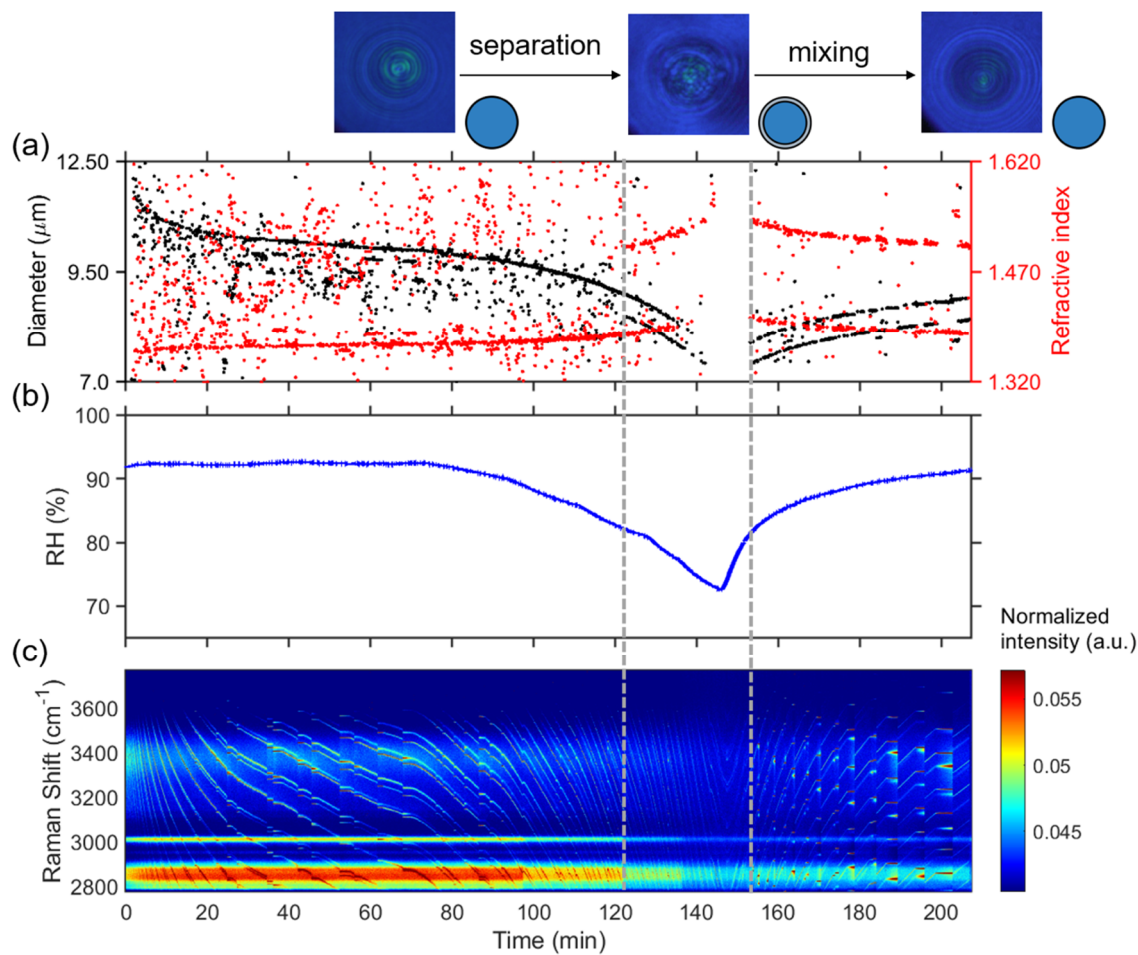 separation
mixing
(a)
12.50
9.50
7.0
Diameter (μm)
1.620
1.470
1.320
Refractive index
(b)
100
90
80
70
RH (%)
(c)
3600
3400
3200
3000
2800
Raman Shift (cm⁻¹)
Normalized
intensity (a.u.)
0.055
0.05
0.045
0 20 40 60 80 100 120 140 160 180 200
Time (min)